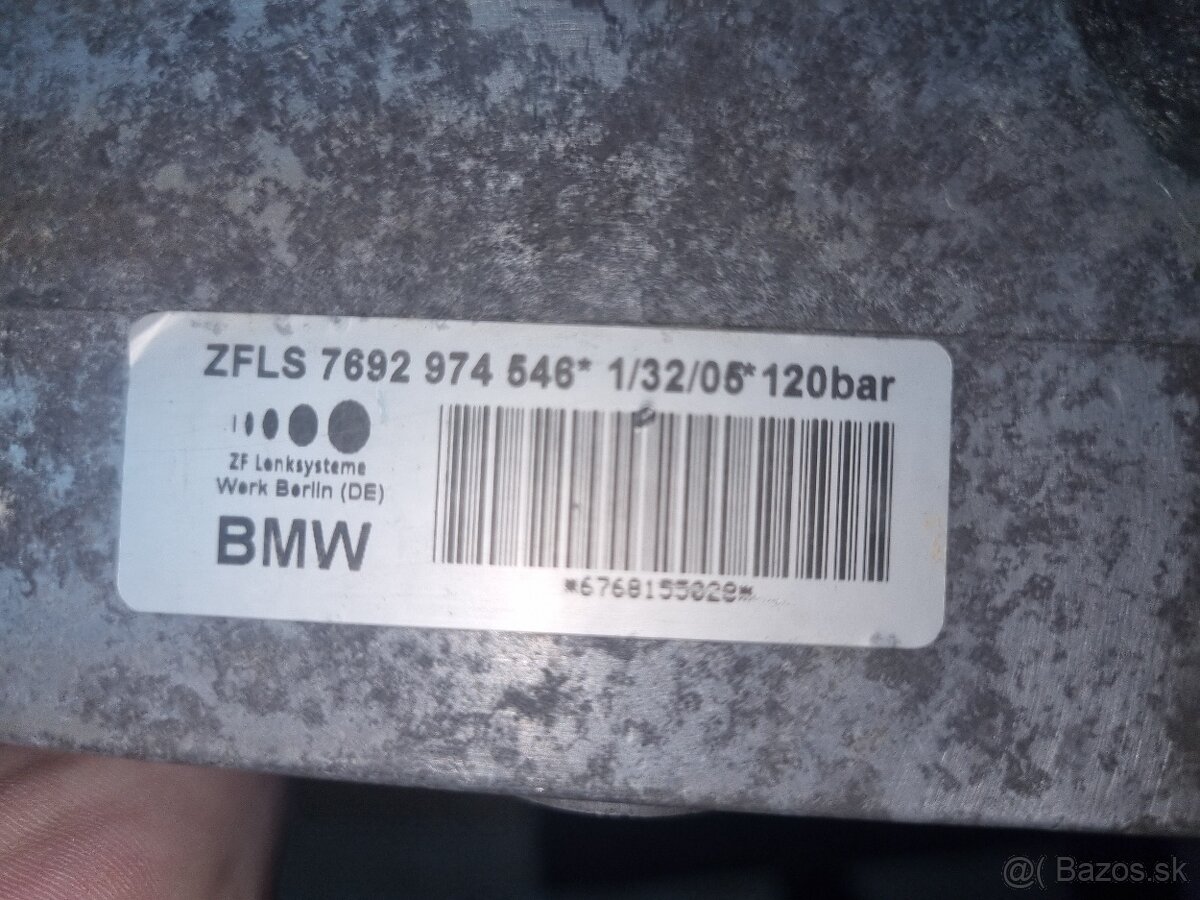 ZFLS 7692 974 546* 1/32/05*120bar
ZF Lenksysteme
Werk Berlin (DE)
BMW
*6768155028*
@( Bazos.sk